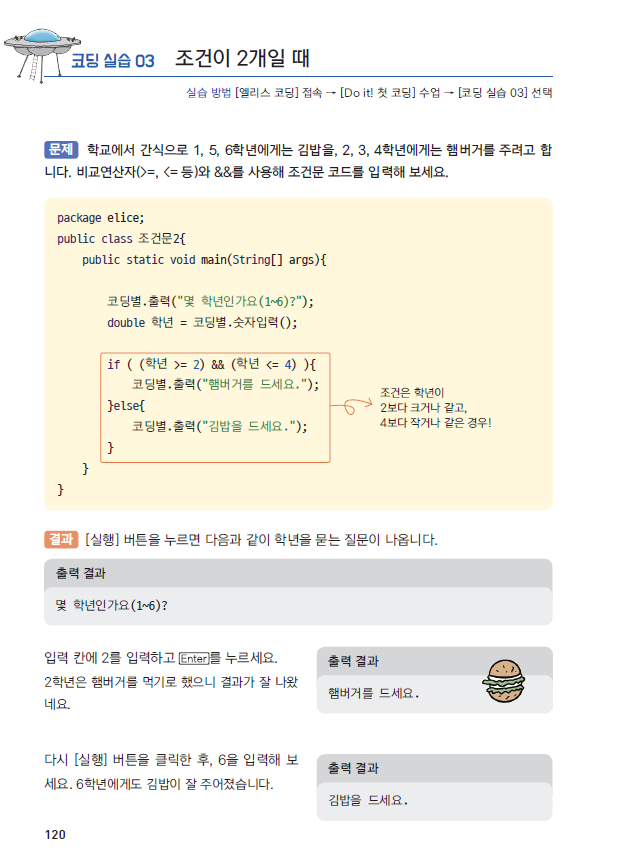 코딩 실습 03 조건이 2개일 때
실습 방법 [엘리스 코딩] 접속 → [Do it! 첫 코딩] 수업 → [코딩 실습 03] 선택
문제 학교에서 간식으로 1, 5, 6학년에게는 김밥을, 2, 3, 4학년에게는 햄버거를 주려고 합
니다. 비교연산자(>=, <= 등)와 &&를 사용해 조건문 코드를 입력해 보세요.
package elice;
public class 조건문2{
    public static void main(String[] args){
        코딩별.출력("몇 학년인가요(1~6)?");
        double 학년 = 코딩별.숫자입력();
        if ( (학년 >= 2) && (학년 <= 4) ){
            코딩별.출력("햄버거를 드세요.");
        }else{
            코딩별.출력("김밥을 드세요.");
        }
    }
}
조건은 학년이
2보다 크거나 같고,
4보다 작거나 같은 경우!
결과 [실행] 버튼을 누르면 다음과 같이 학년을 묻는 질문이 나옵니다.
출력 결과
몇 학년인가요(1~6)?
입력 칸에 2를 입력하고 Enter를 누르세요.
2학년은 햄버거를 먹기로 했으니 결과가 잘 나왔
네요.
출력 결과
햄버거를 드세요.
다시 [실행] 버튼을 클릭한 후, 6을 입력해 보
세요. 6학년에게도 김밥이 잘 주어졌습니다.
출력 결과
김밥을 드세요.
120